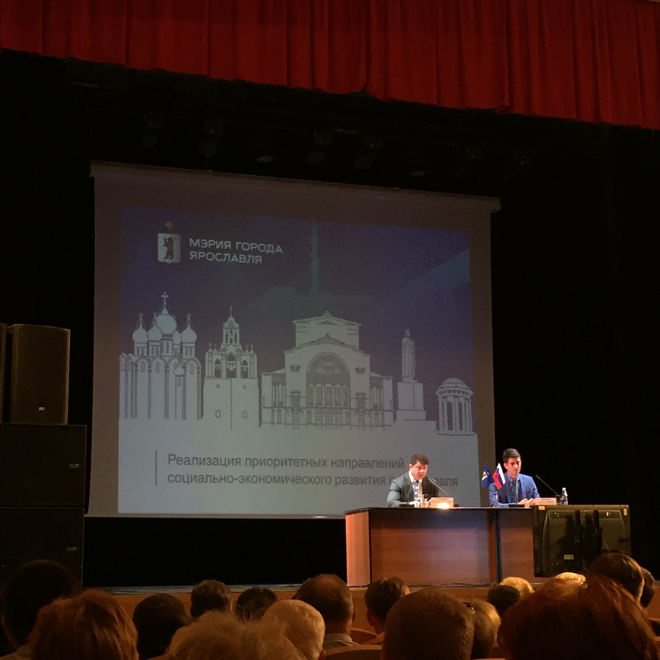 МЭРИЯ ГОРОДА
ЯРОСЛАВЛЯ
Реализация приоритетных направлений
социально-экономического развития